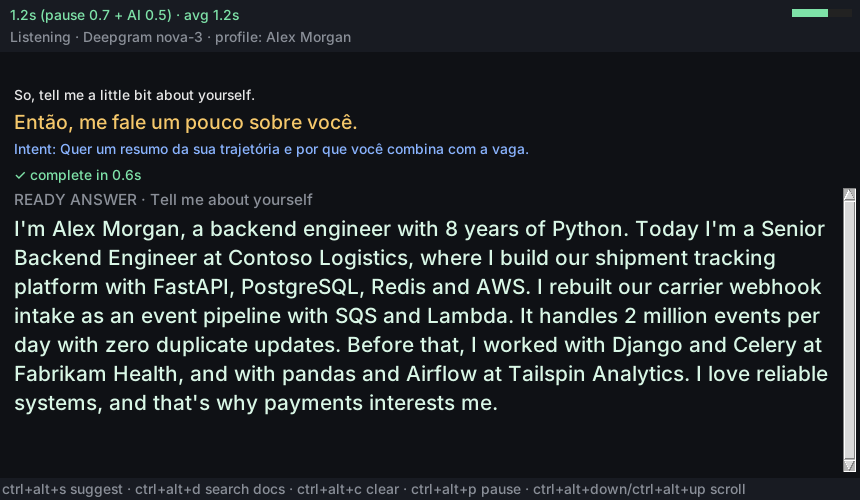 1.2s (pause 0.7 + AI 0.5) · avg 1.2s
Listening · Deepgram nova-3 · profile: Alex Morgan
So, tell me a little bit about yourself.
Então, me fale um pouco sobre você.
Intent: Quer um resumo da sua trajetória e por que você combina com a vaga.
✓ complete in 0.6s
READY ANSWER · Tell me about yourself
I'm Alex Morgan, a backend engineer with 8 years of Python. Today I'm a Senior
Backend Engineer at Contoso Logistics, where I build our shipment tracking
platform with FastAPI, PostgreSQL, Redis and AWS. I rebuilt our carrier webhook
intake as an event pipeline with SQS and Lambda. It handles 2 million events per
day with zero duplicate updates. Before that, I worked with Django and Celery at
Fabrikam Health, and with pandas and Airflow at Tailspin Analytics. I love reliable
systems, and that's why payments interests me.
ctrl+alt+s suggest · ctrl+alt+d search docs · ctrl+alt+c clear · ctrl+alt+p pause · ctrl+alt+down/ctrl+alt+up scroll